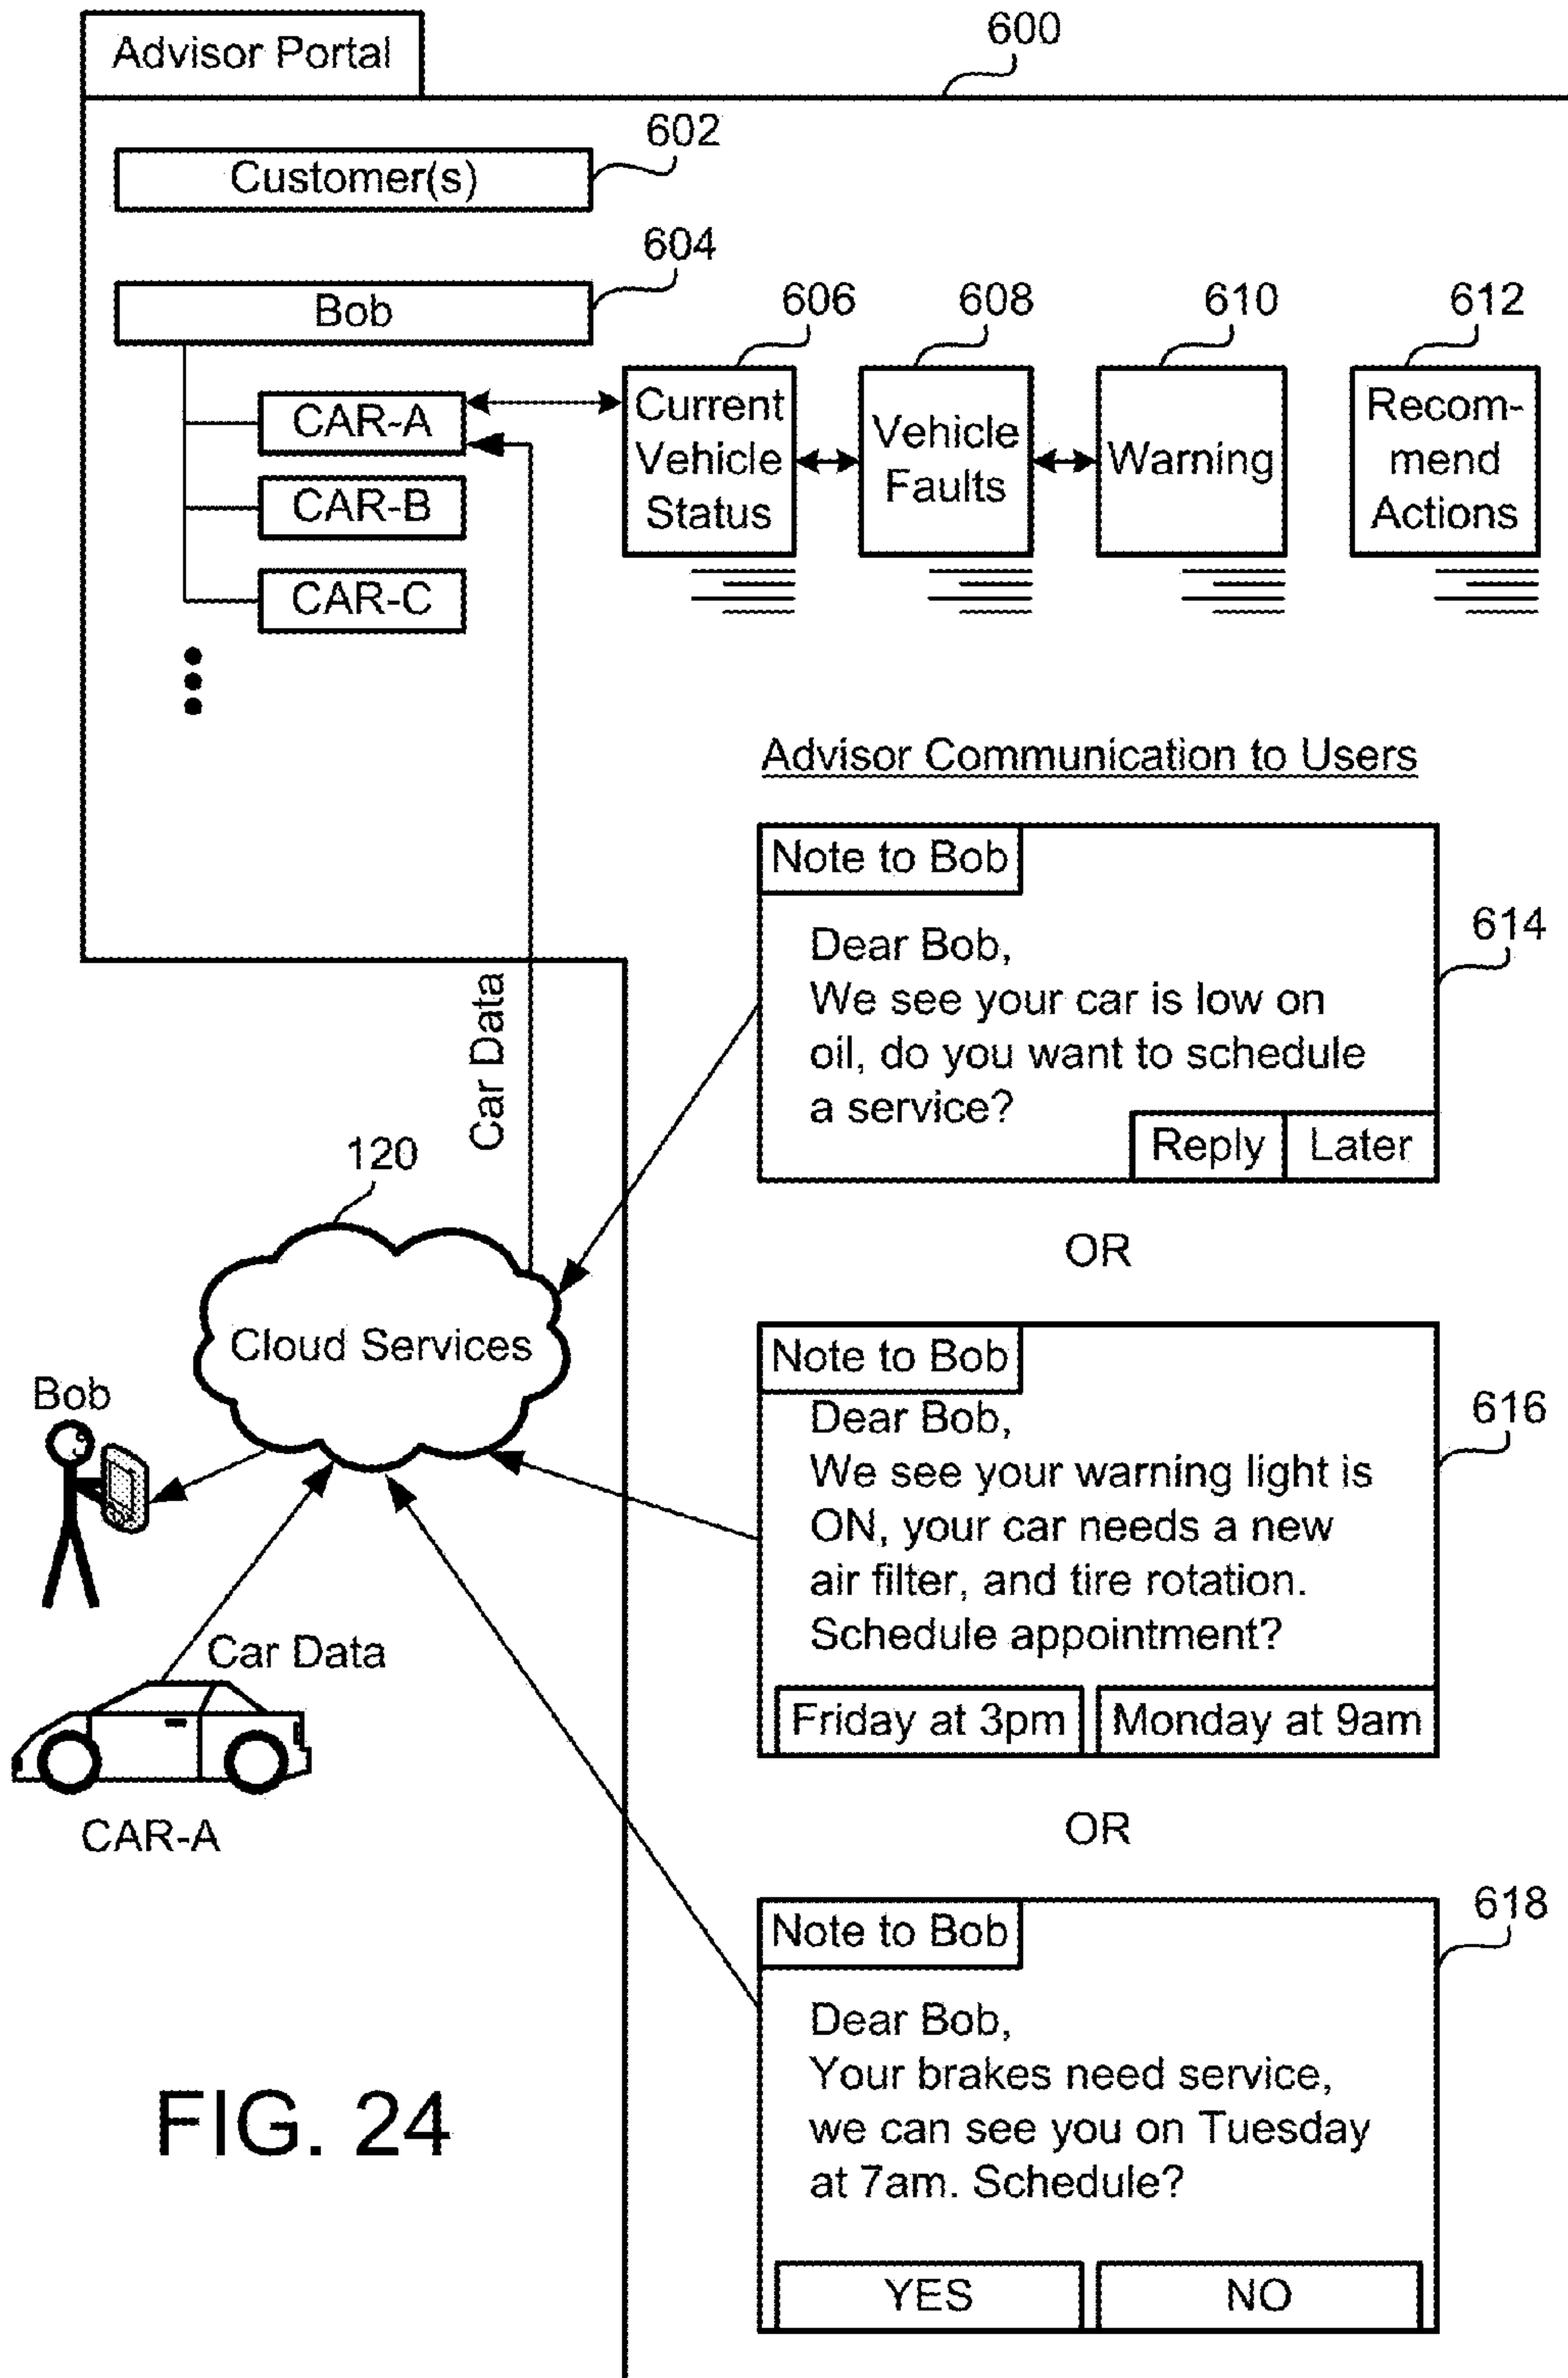 Advisor Portal
600
Customer(s)
602
Bob
604
CAR-A
CAR-B
CAR-C
606
Current
Vehicle
Status
608
Vehicle
Faults
610
Warning
612
Recom-
mend
Actions
Advisor Communication to Users
Note to Bob
Dear Bob,
We see your car is low on
oil, do you want to schedule
a service?
Reply
Later
614
OR
Note to Bob
Dear Bob,
We see your warning light is
ON, your car needs a new
air filter, and tire rotation.
Schedule appointment?
Friday at 3pm
Monday at 9am
616
OR
Note to Bob
Dear Bob,
Your brakes need service,
we can see you on Tuesday
at 7am. Schedule?
YES
NO
618
Car Data
120
Cloud Services
Bob
Car Data
CAR-A
FIG. 24